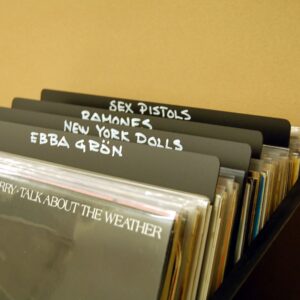 SEX PISTOLS
RAMONES
NEW YORK DOLLS
EBBA GRÖN
RRY • TALK ABOUT THE WEATHER